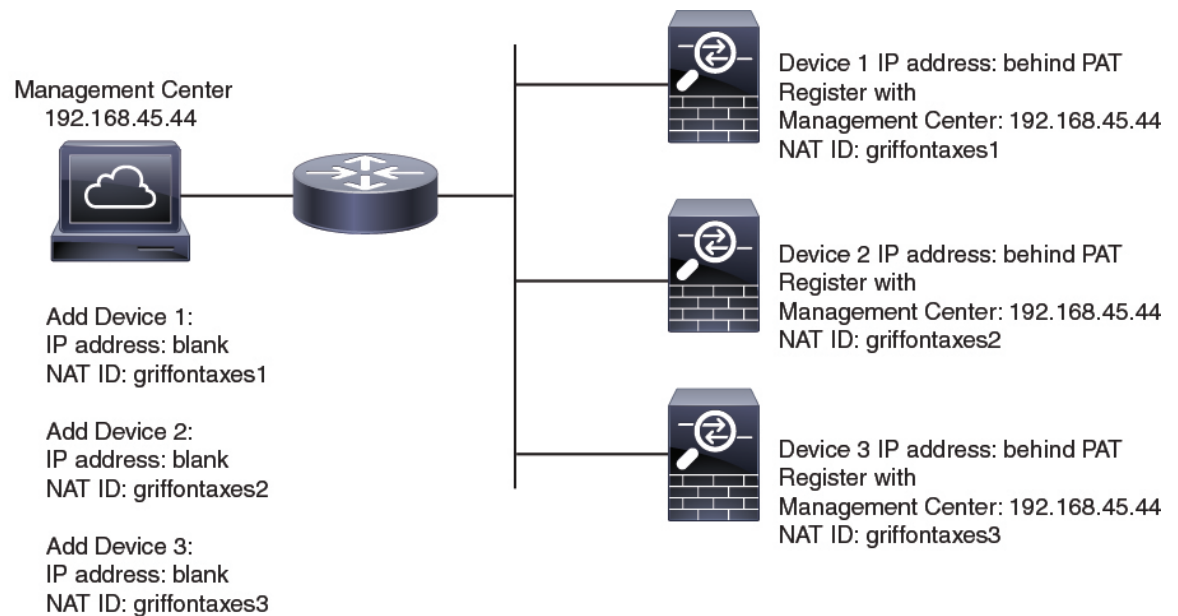 Management Center
192.168.45.44
Add Device 1:
IP address: blank
NAT ID: griffontaxes1
Add Device 2:
IP address: blank
NAT ID: griffontaxes2
Add Device 3:
IP address: blank
NAT ID: griffontaxes3
Device 1 IP address: behind PAT
Register with
Management Center: 192.168.45.44
NAT ID: griffontaxes1
Device 2 IP address: behind PAT
Register with
Management Center: 192.168.45.44
NAT ID: griffontaxes2
Device 3 IP address: behind PAT
Register with
Management Center: 192.168.45.44
NAT ID: griffontaxes3